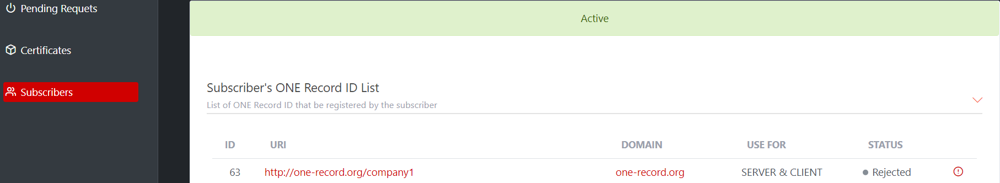 Pending Requets
Certificates
Subscribers
Active
Subscriber's ONE Record ID List
List of ONE Record ID that be registered by the subscriber
ID URI DOMAIN USE FOR STATUS
63 http://one-record.org/company1 one-record.org SERVER & CLIENT Rejected